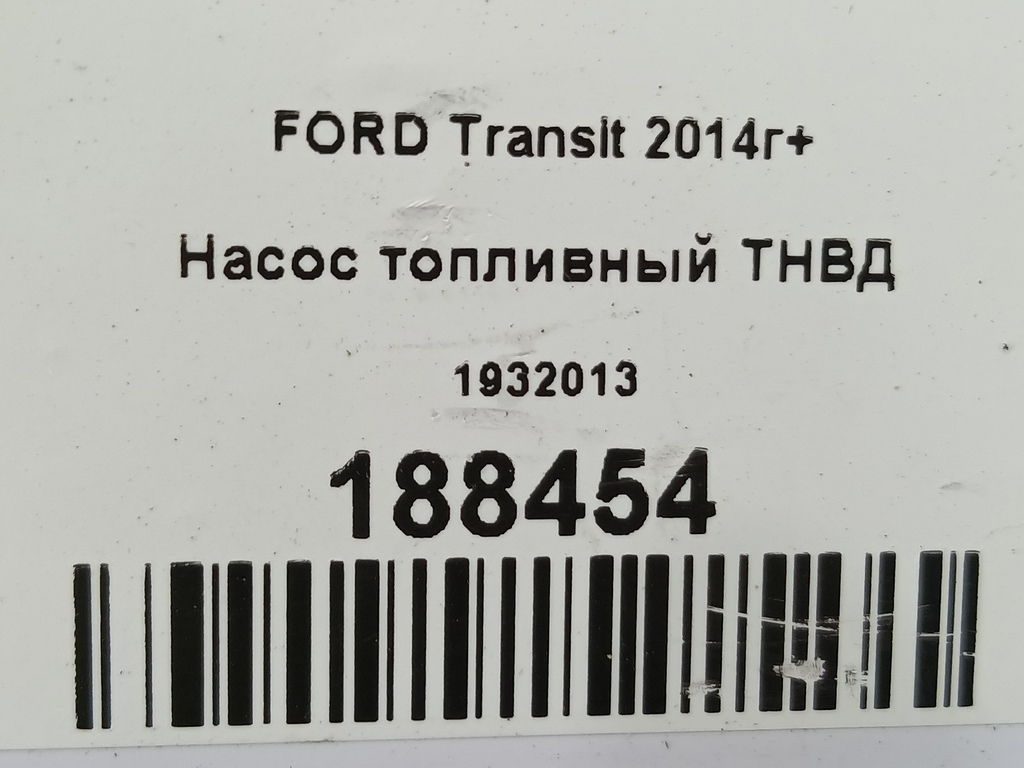 FORD Transit 2014г+
Насос топливный ТНВД
1932013
188454